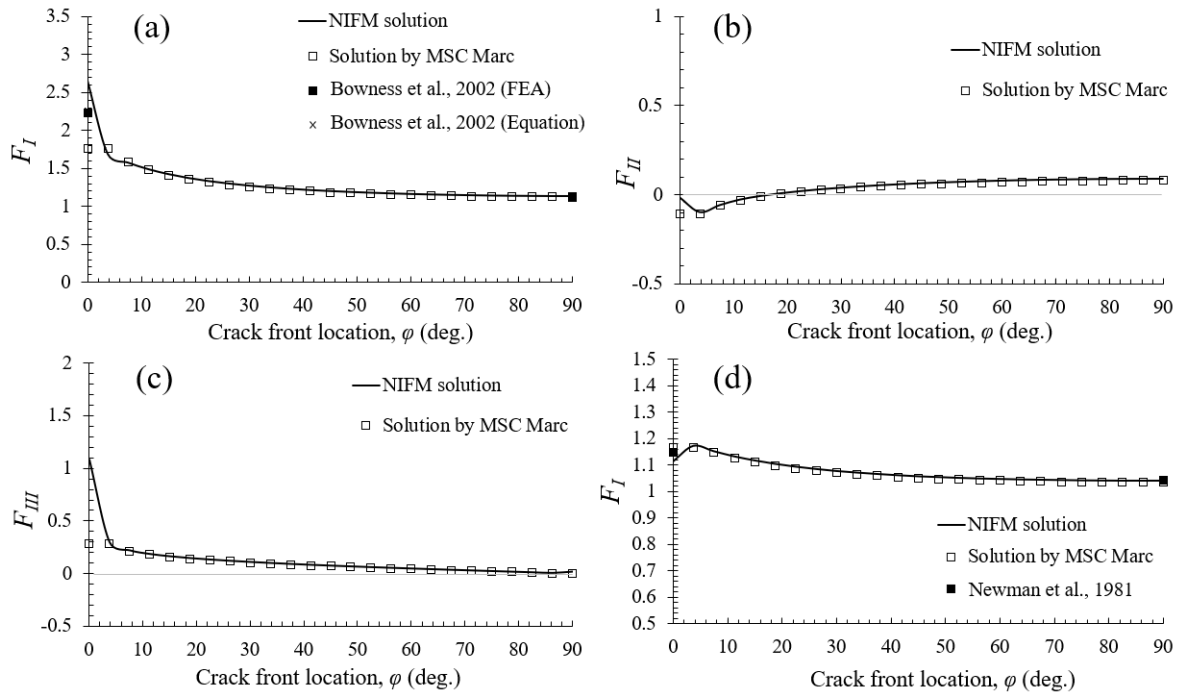 (a)
NIFM solution
Solution by MSC Marc
Bowness et al., 2002 (FEA)
Bowness et al., 2002 (Equation)
F_I
3.5
3
2.5
2
1.5
1
0.5
0
0 10 20 30 40 50 60 70 80 90
Crack front location, φ (deg.)
(b)
NIFM solution
Solution by MSC Marc
F_II
1
0.5
0
-0.5
0 10 20 30 40 50 60 70 80 90
Crack front location, φ (deg.)
(c)
NIFM solution
Solution by MSC Marc
F_III
2
1.5
1
0.5
0
-0.5
0 10 20 30 40 50 60 70 80 90
Crack front location, φ (deg.)
(d)
F_I
1.5
1.4
1.3
1.2
1.1
1
0.9
0.8
0.7
0.6
0.5
NIFM solution
Solution by MSC Marc
Newman et al., 1981
0 10 20 30 40 50 60 70 80 90
Crack front location, φ (deg.)